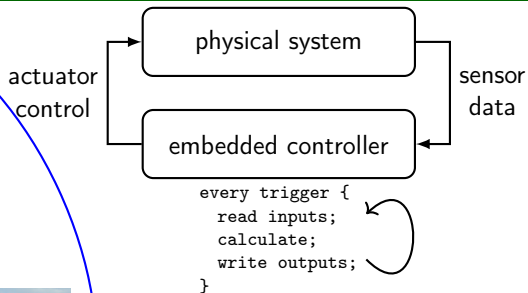 physical system
actuator
control
sensor
data
embedded controller
every trigger {
read inputs;
calculate;
write outputs;
}